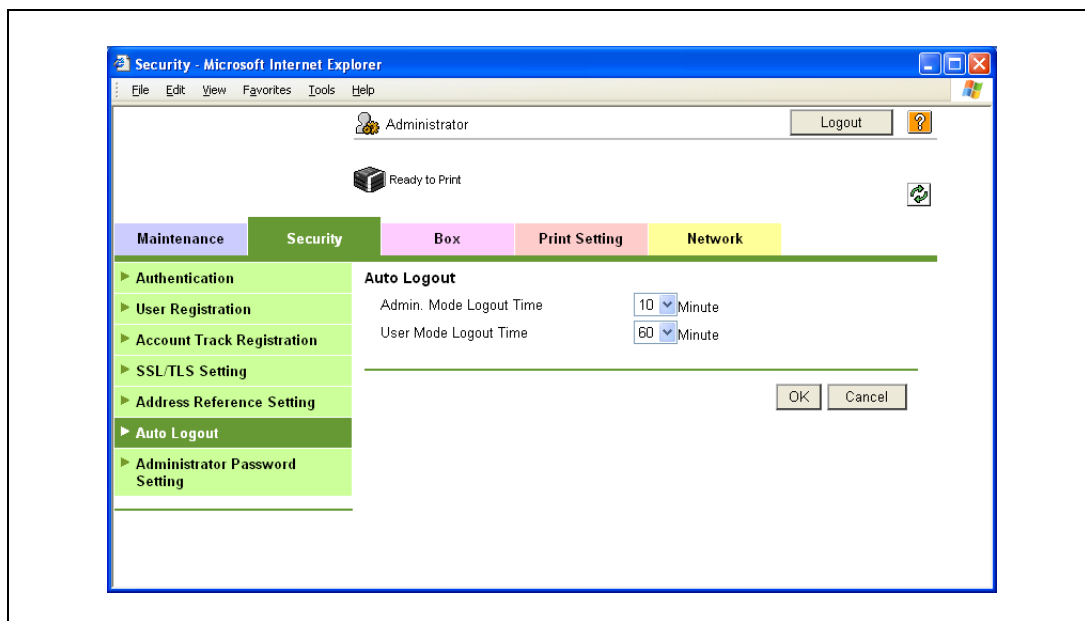 Security - Microsoft Internet Explorer
File Edit View Favorites Tools Help
Administrator
Logout
?
Ready to Print
Maintenance Security Box Print Setting Network
Authentication
User Registration
Account Track Registration
SSL/TLS Setting
Address Reference Setting
Auto Logout
Administrator Password
Setting
Auto Logout
Admin. Mode Logout Time 10 Minute
User Mode Logout Time 60 Minute
OK Cancel